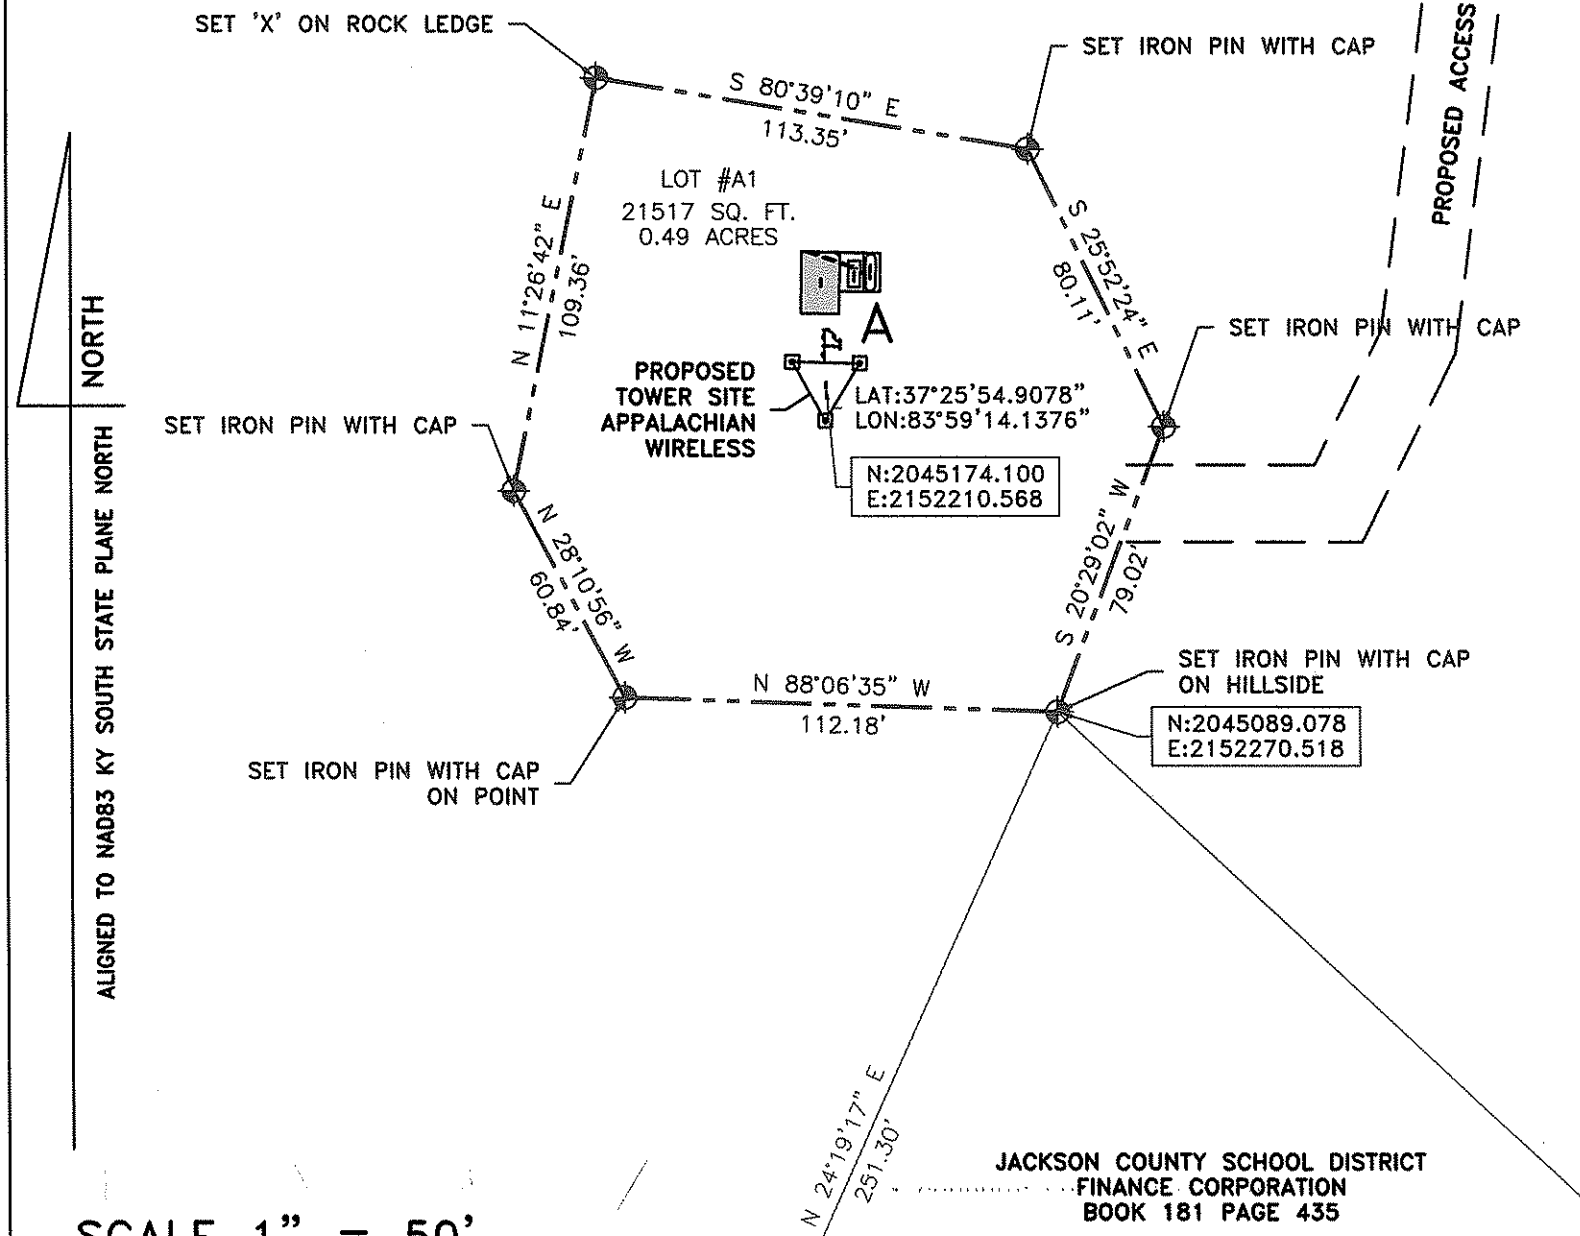 SET 'X' ON ROCK LEDGE
SET IRON PIN WITH CAP
PROPOSED ACCESS
S 80°39'10" E
113.35'
LOT #A1
21517 SQ. FT.
0.49 ACRES
N 11°26'42" E
109.36'
S 25°52'24" E
80.11'
A
SET IRON PIN WITH CAP
NORTH
PROPOSED
TOWER SITE
APPALACHIAN
WIRELESS
LAT:37°25'54.9078"
LON:83°59'14.1376"
SET IRON PIN WITH CAP
N:2045174.100
E:2152210.568
ALIGNED TO NAD83 KY SOUTH STATE PLANE NORTH
N 28°10'56" W
60.84'
S 20°29'02" W
79.02'
N 88°06'35" W
112.18'
SET IRON PIN WITH CAP
ON HILLSIDE
N:2045089.078
E:2152270.518
SET IRON PIN WITH CAP
ON POINT
N 24°19'17" E
251.30'
JACKSON COUNTY SCHOOL DISTRICT
FINANCE CORPORATION
BOOK 181 PAGE 435
SCALE 1" = 50'